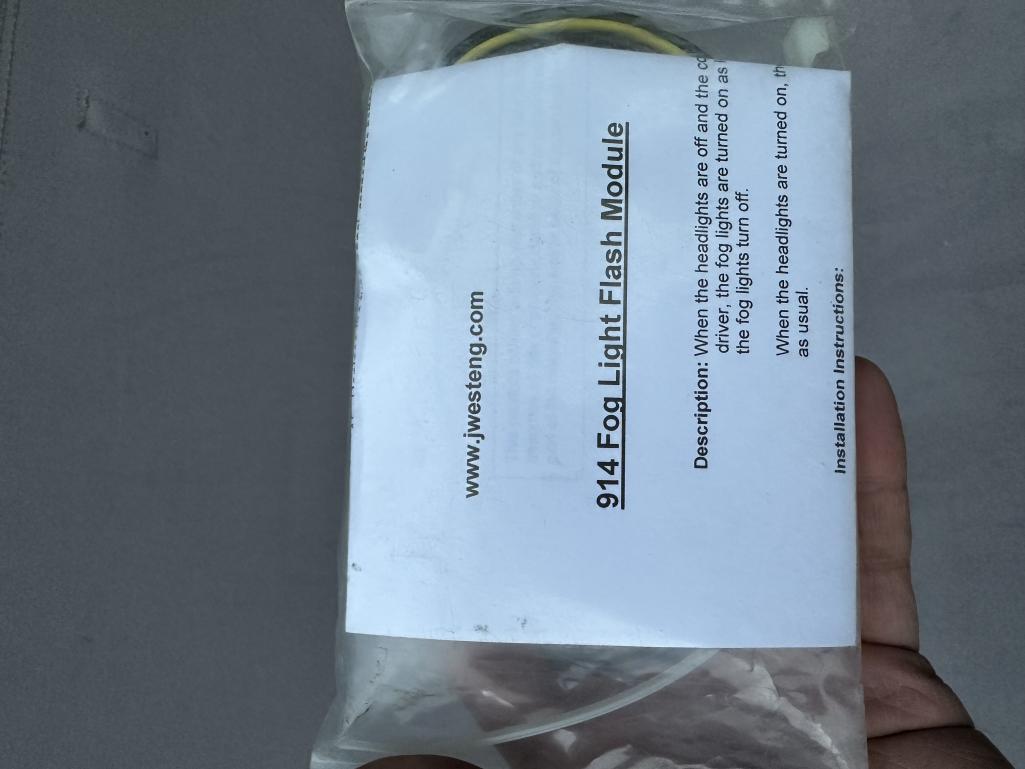 www.jwesteng.com
914 Fog Light Flash Module
Description: When the headlights are off and the
driver, the fog lights are turned on as
the fog lights turn off.
When the headlights are turned on,
as usual.
Installation Instructions: